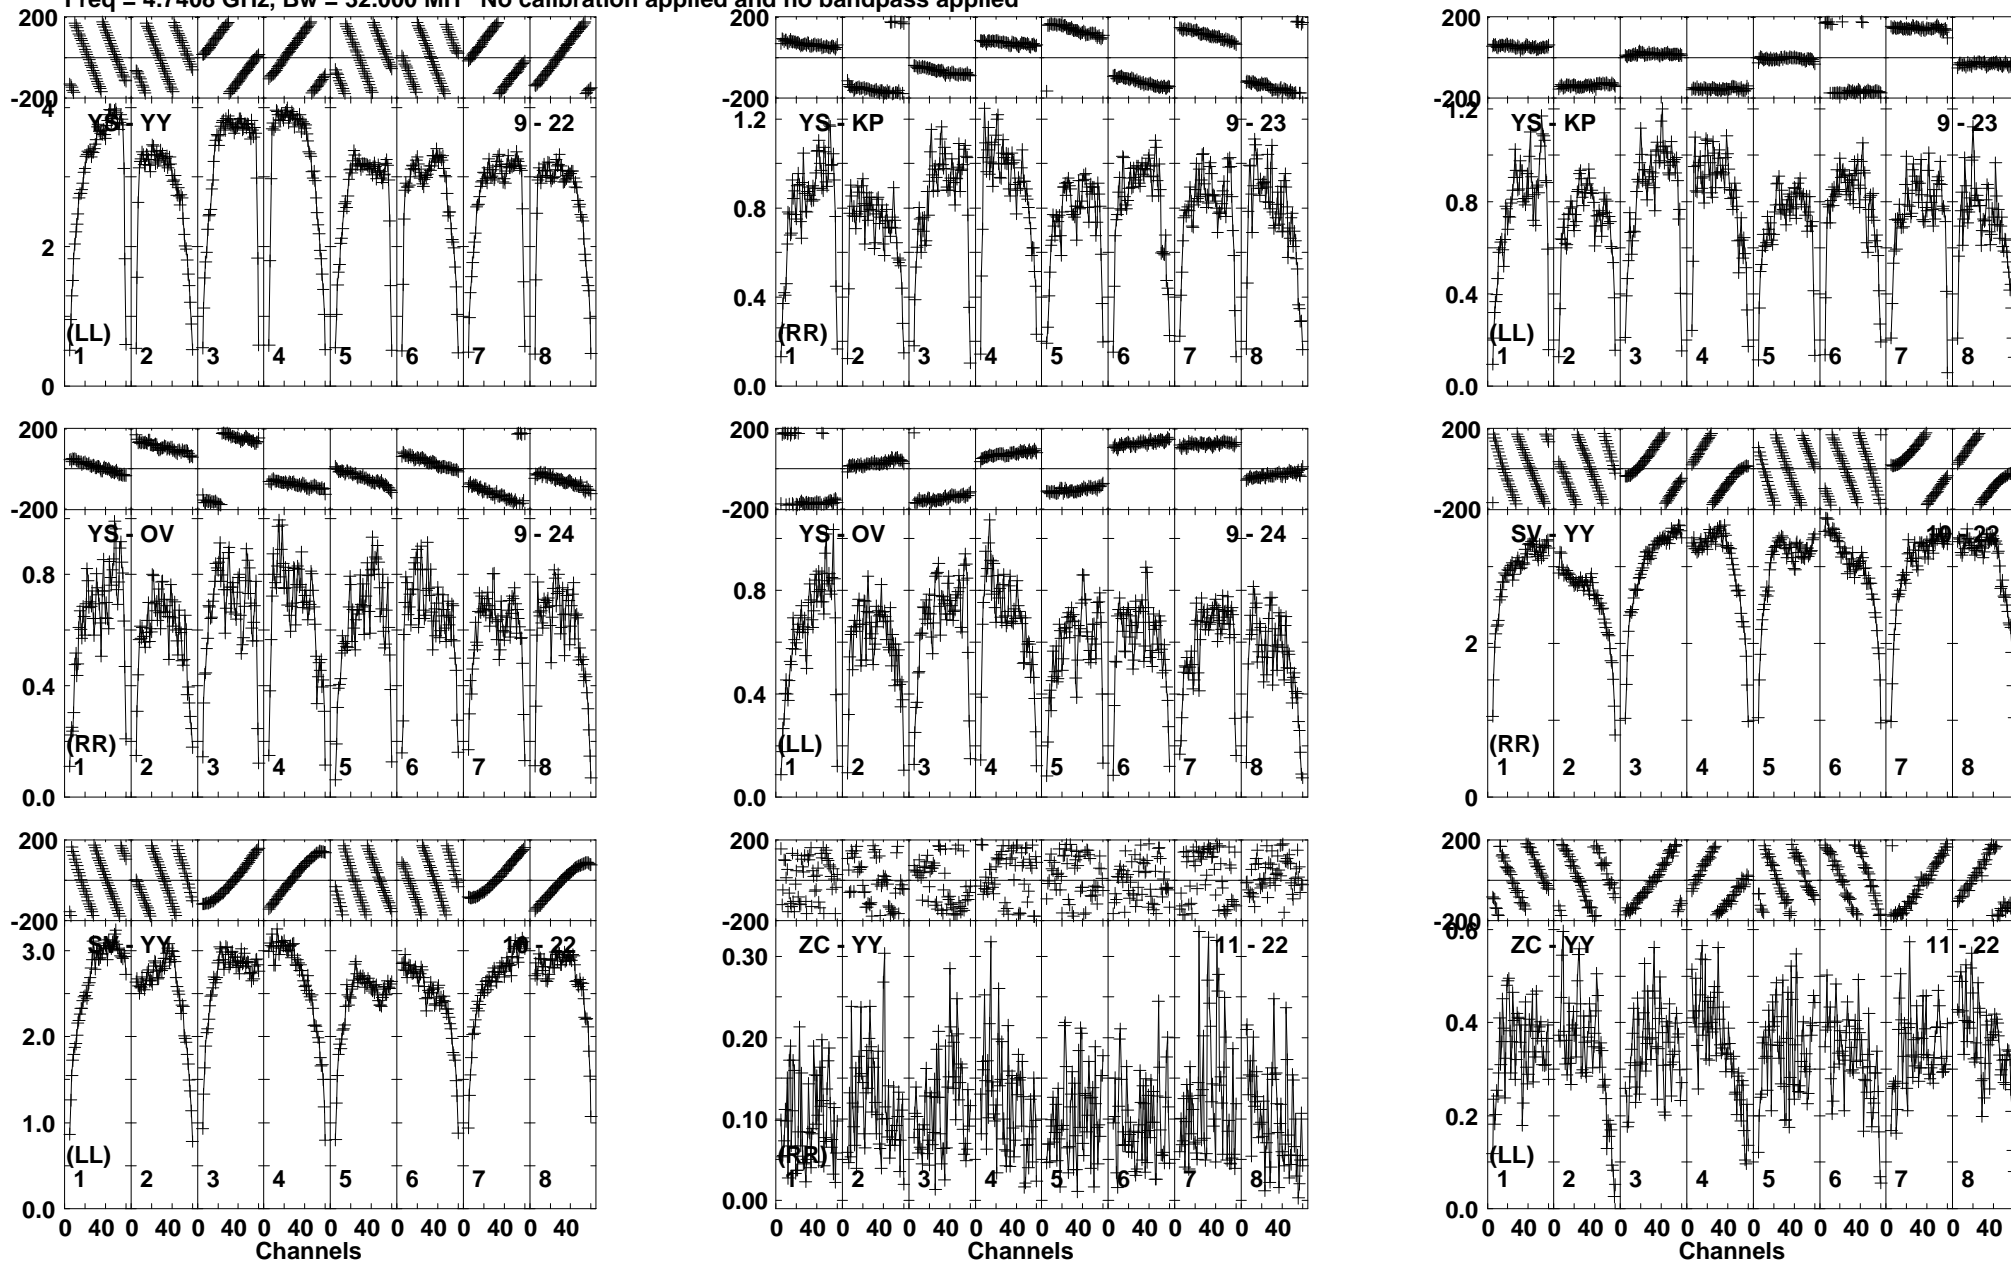 Freq = 4.7408 GHz, Bw = 32.000 MH No calibration applied and no bandpass applied
200 200 200
-200 -200 -200
4 YS - YY 9 - 22 1.2 YS - KP 9 - 23 1.2 YS - KP 9 - 23
0.8 0.8
2
0.4 0.4
(LL) (RR) (LL)
1 2 3 4 5 6 7 8 1 2 3 4 5 6 7 8 1 2 3 4 5 6 7 8
0 0.0 0.0
200 200 200
-200 -200 -200
YS - OV 9 - 24 YS - OV 9 - 24 SV - YY 10 - 22
0.8 0.8
2
0.4 0.4
(RR) (LL) (RR)
1 2 3 4 5 6 7 8 1 2 3 4 5 6 7 8 1 2 3 4 5 6 7 8
0.0 0.0 0
200 200 200
-200 -200 -200
3.0 SV - YY 10 - 22 0.30 ZC - YY 11 - 22 0.6 ZC - YY 11 - 22
2.0 0.20 0.4
1.0 0.10 0.2
(LL) (RR) (LL)
1 2 3 4 5 6 7 8 1 2 3 4 5 6 7 8 1 2 3 4 5 6 7 8
0.0 0.00 0.0
0 40 0 40 0 40 0 40 0 40 0 40 0 40 0 40 0 40 0 40 0 40 0 40 0 40 0 40 0 40 0 40 0 40 0 40 0 40 0 40 0 40 0 40 0 40 0 40
Channels Channels